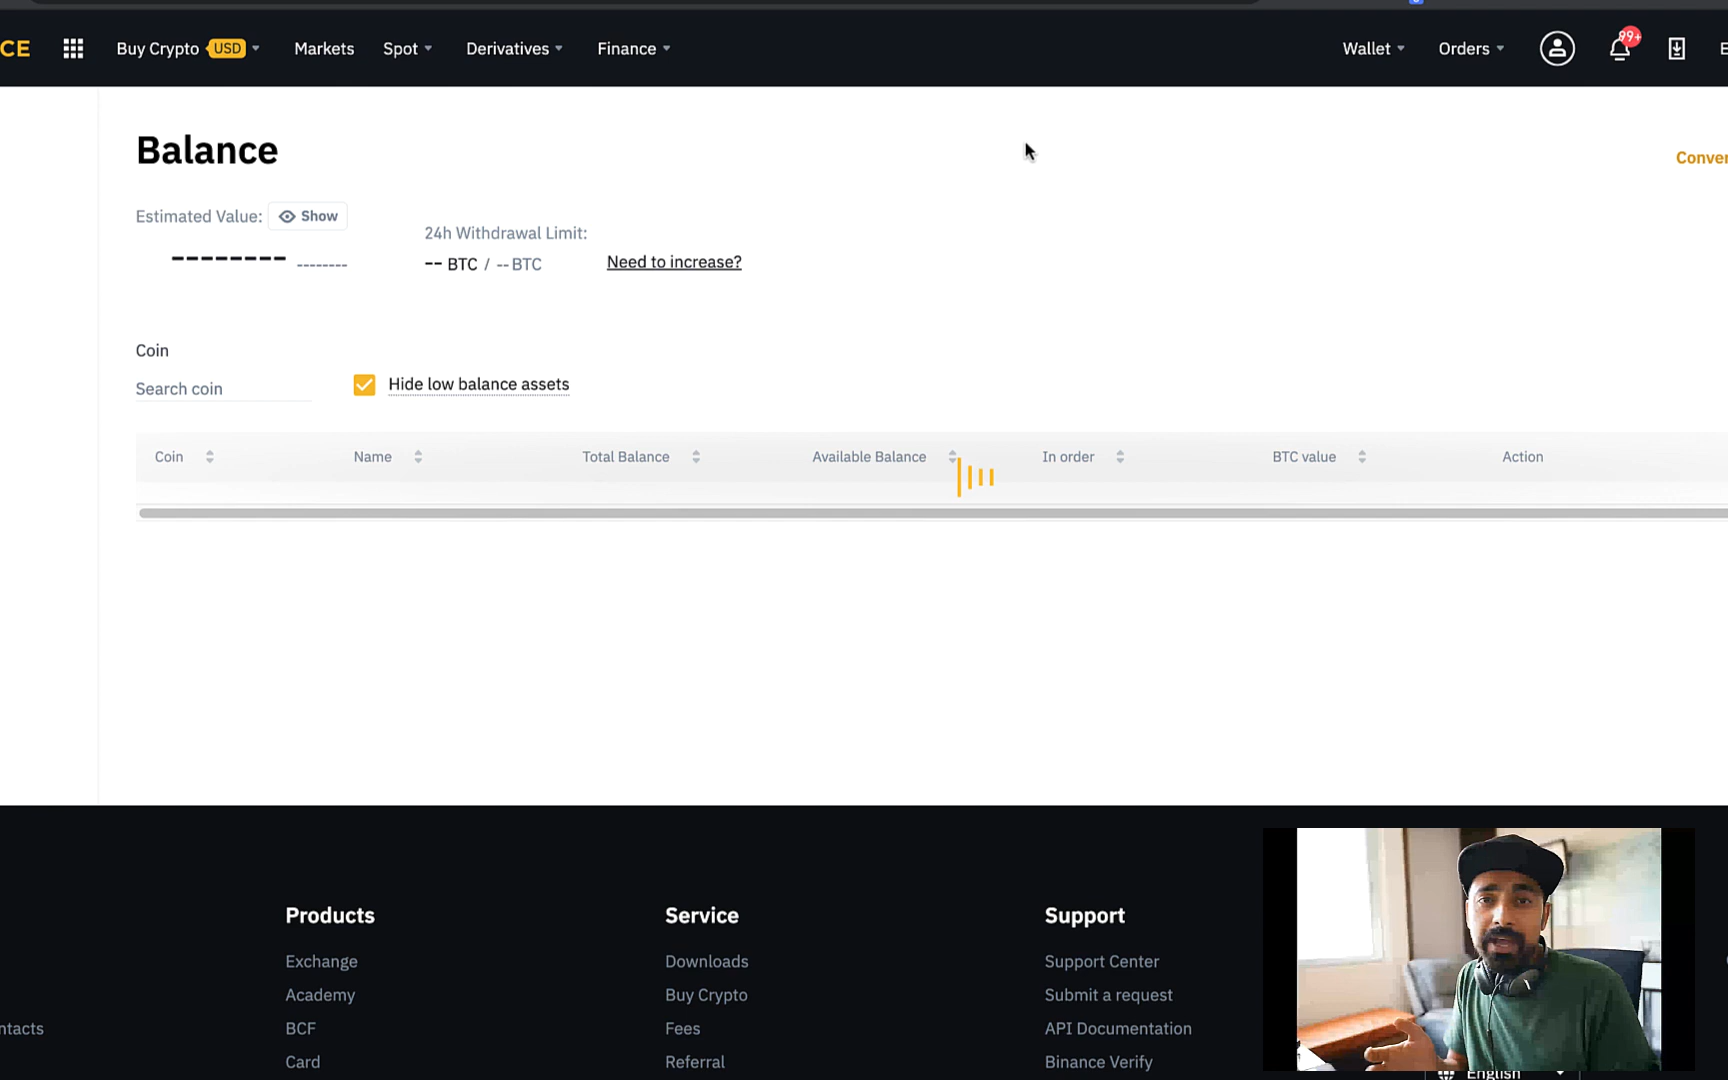 CE
Buy Crypto USD
Markets
Spot
Derivatives
Finance
Wallet
Orders
99+
E
Balance
Conver
Estimated Value: Show
-------- --------
24h Withdrawal Limit:
-- BTC / -- BTC
Need to increase?
Coin
Search coin
Hide low balance assets
Coin
Name
Total Balance
Available Balance
In order
BTC value
Action
Products
Exchange
Academy
BCF
Card
Service
Downloads
Buy Crypto
Fees
Referral
Support
Support Center
Submit a request
API Documentation
Binance Verify
ntacts
English